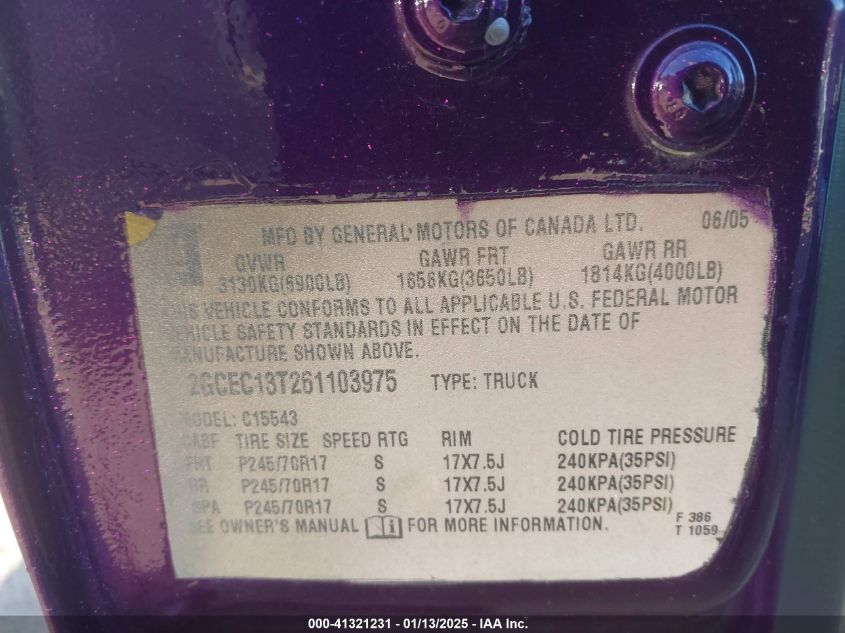 MFD BY GENERAL MOTORS OF CANADA LTD. 06/05
GVWR GAWR FRT GAWR RR
3130KG(6900LB) 1656KG(3650LB) 1814KG(4000LB)
THIS VEHICLE CONFORMS TO ALL APPLICABLE U.S. FEDERAL MOTOR
VEHICLE SAFETY STANDARDS IN EFFECT ON THE DATE OF
MANUFACTURE SHOWN ABOVE.
2GCEC13T261103975 TYPE: TRUCK
MODEL: C15543
TIRE SIZE SPEED RTG RIM COLD TIRE PRESSURE
FRT P245/70R17 S 17X7.5J 240KPA(35PSI)
RR P245/70R17 S 17X7.5J 240KPA(35PSI)
SPA P245/70R17 S 17X7.5J 240KPA(35PSI)
SEE OWNER'S MANUAL FOR MORE INFORMATION.
F 386
T 1059
000-41321231 - 01/13/2025 - IAA Inc.